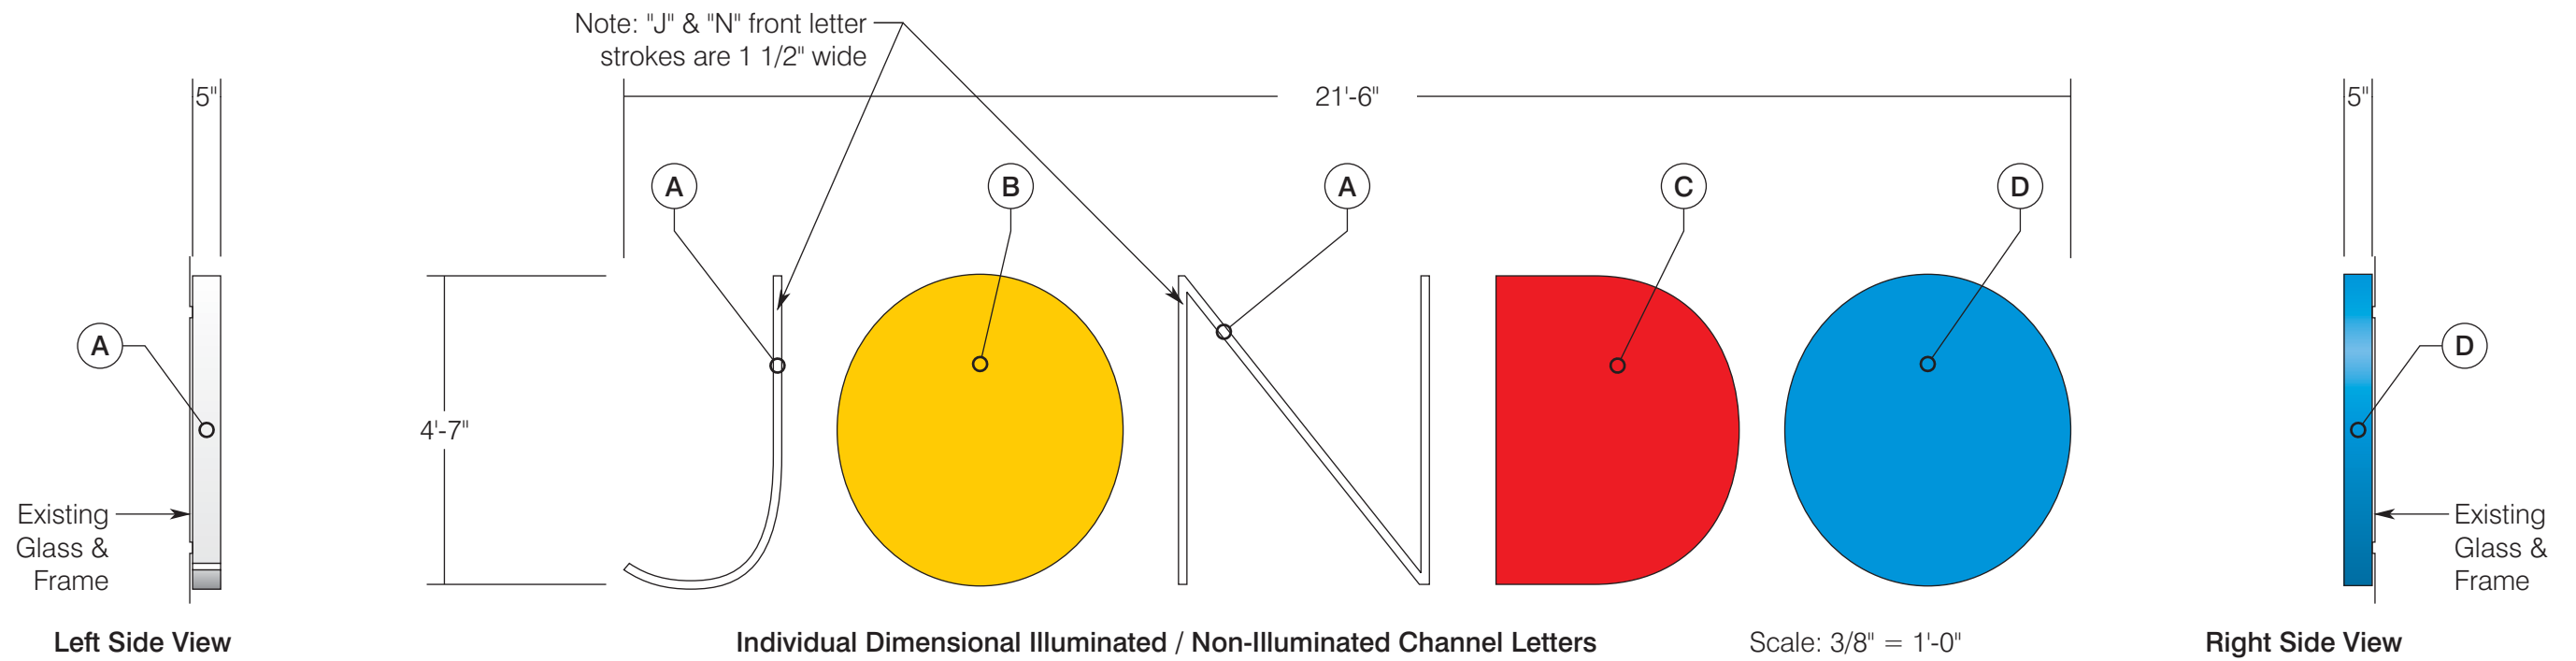 Note: "J" & "N" front letter
strokes are 1 1/2" wide
5"
21'-6"
5"
A
B
A
C
D
A
D
4'-7"
JONDO
Existing
Glass &
Frame
Existing
Glass &
Frame
Left Side View
Individual Dimensional Illuminated / Non-Illuminated Channel Letters
Scale: 3/8" = 1'-0"
Right Side View